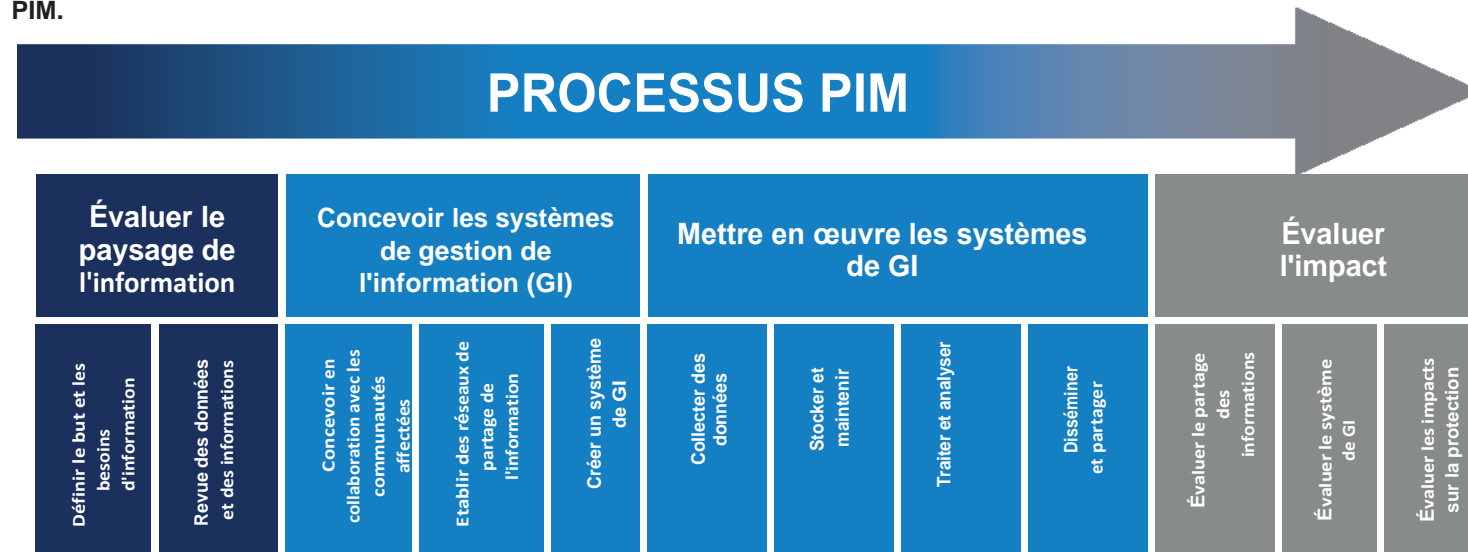 PIM.
PROCESSUS PIM
Évaluer le
paysage de
l'information
Concevoir les systèmes
de gestion de
l'information (GI)
Mettre en œuvre les systèmes
de GI
Évaluer
l'impact
Définir le but et les
besoins
d'information
Revue des données
et des informations
Concevoir en
collaboration avec les
communautés
affectées
Etablir des réseaux de
partage de
l'information
Créer un système
de GI
Collecter des
données
Stocker et
maintenir
Traiter et analyser
Disséminer
et partager
Évaluer le partage
des
informations
Évaluer le système
de GI
Évaluer les impacts
sur la protection